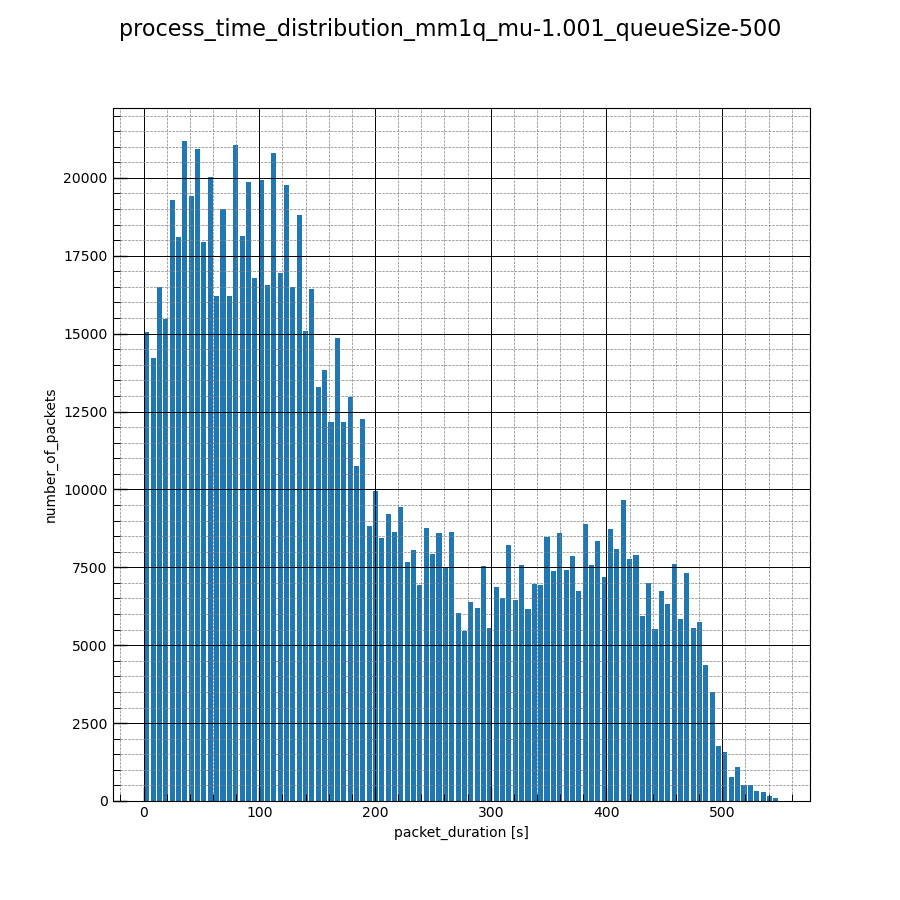 process_time_distribution_mm1q_mu-1.001_queueSize-500
number_of_packets
20000
17500
15000
12500
10000
7500
5000
2500
0
0 100 200 300 400 500
packet_duration [s]